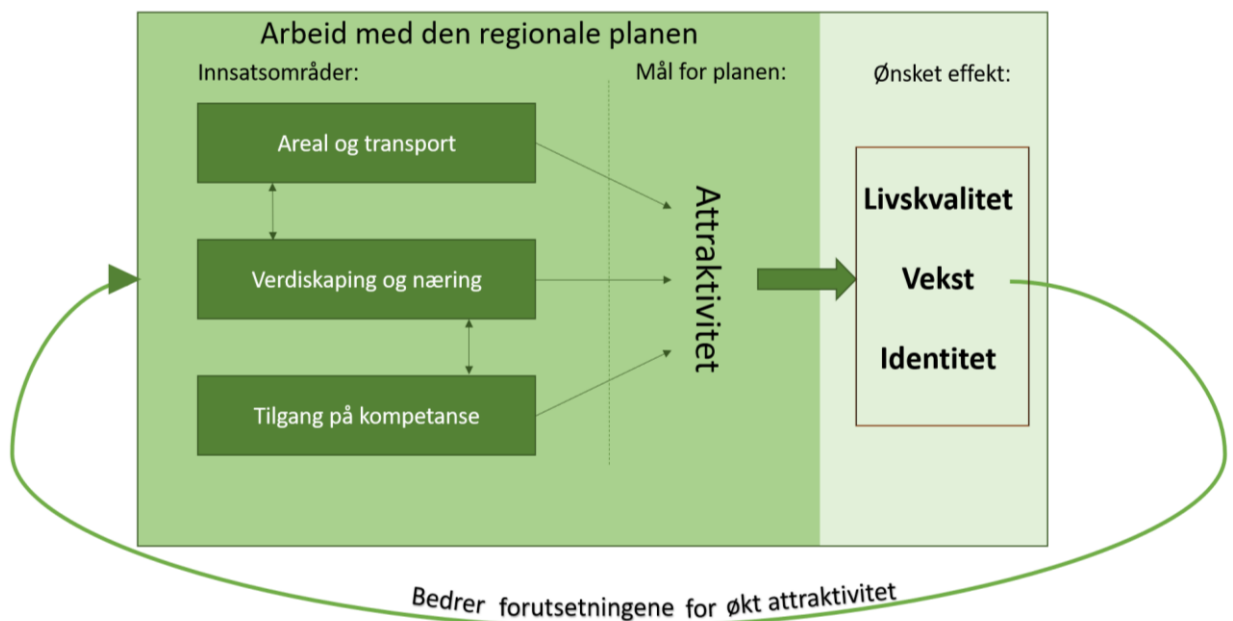 Arbeid med den regionale planen
Innsatsområder:
Mål for planen:
Ønsket effekt:
Areal og transport
Verdiskaping og næring
Tilgang på kompetanse
Attraktivitet
Livskvalitet
Vekst
Identitet
Bedrer forutsetningene for økt attraktivitet